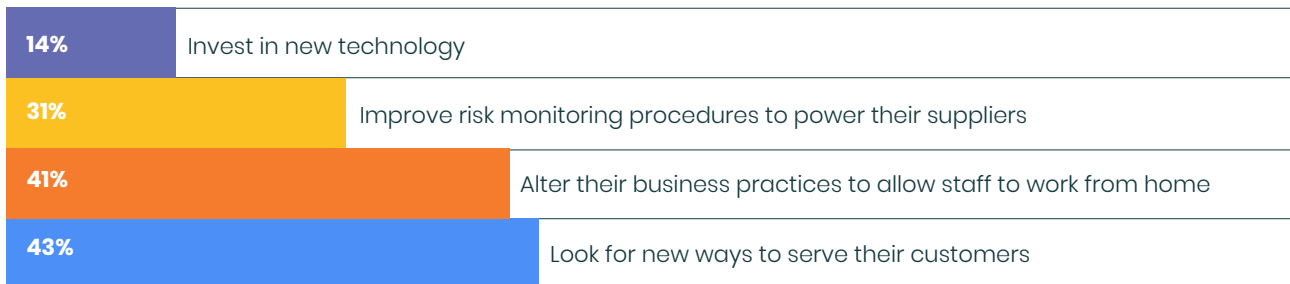 14% Invest in new technology
31% Improve risk monitoring procedures to power their suppliers
41% Alter their business practices to allow staff to work from home
43% Look for new ways to serve their customers